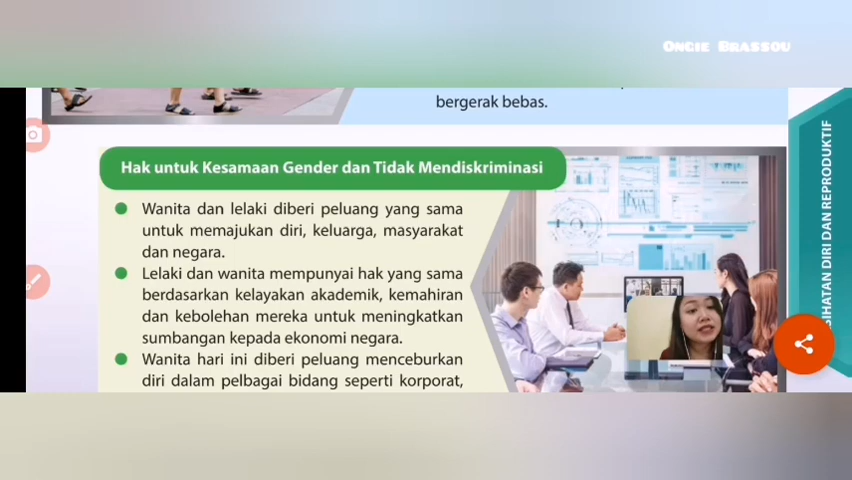 Ongie Brassou
bergerak bebas.
Hak untuk Kesamaan Gender dan Tidak Mendiskriminasi
Wanita dan lelaki diberi peluang yang sama
untuk memajukan diri, keluarga, masyarakat
dan negara.
Lelaki dan wanita mempunyai hak yang sama
berdasarkan kelayakan akademik, kemahiran
dan kebolehan mereka untuk meningkatkan
sumbangan kepada ekonomi negara.
Wanita hari ini diberi peluang menceburkan
diri dalam pelbagai bidang seperti korporat,
SIHATAN DIRI DAN REPRODUKTIF